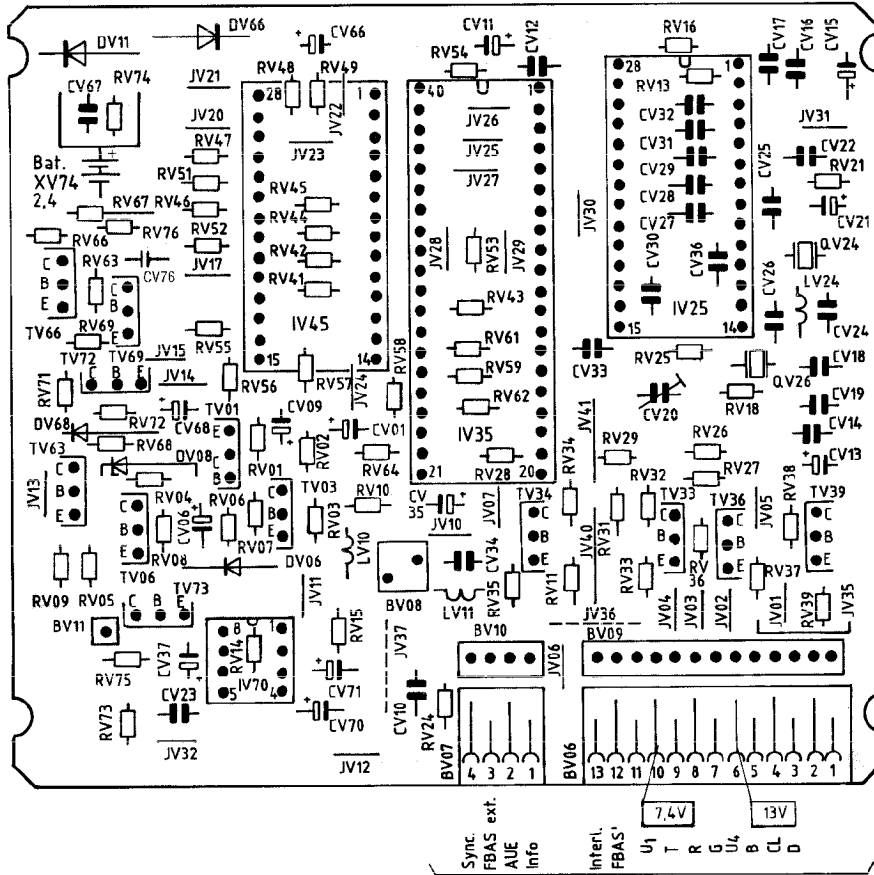 DV11
DV66
CV66
CV11
CV12
RV54
RV16
CV17
CV16
CV15
CV67
RV74
JV21
RV48
RV49
JV22
28
1
40
1
28
1
RV13
JV20
JV26
CV32
JV31
RV47
JV23
JV25
CV31
CV25
CV22
Bat.
XV74
2,4
RV51
JV27
CV29
RV21
RV67
RV46
RV45
CV28
JV30
RV66
RV76
RV52
RV44
CV27
CV21
RV63
CV76
JV17
RV42
JV28
RV53
JV29
CV30
CV36
QV24
C
B
E
C
B
E
RV41
RV43
CV26
LV24
TV66
RV69
RV55
IV45
RV61
IV25
CV24
15
14
15
14
TV72
TV69
JV15
RV58
RV59
CV33
RV25
CV18
RV71
C
B
E
JV14
RV56
RV57
JV24
RV62
CV20
RV18
QV26
CV19
RV72
CV68
TV01
CV09
CV01
JV41
CV14
DV68
RV68
DV08
E
C
B
RV01
RV02
RV64
IV35
RV34
RV29
RV26
CV13
TV63
C
B
E
JV13
21
RV28
20
RV32
RV27
RV38
RV04
CV06
RV06
RV07
C
B
E
TV03
RV03
RV10
CV
35
JV07
TV34
C
B
E
TV33
C
B
E
TV36
C
B
E
JV05
TV39
C
B
E
C
B
E
RV08
LV10
JV10
CV34
JV40
RV31
RV
36
DV06
RV09
RV05
TV06
TV73
JV11
BV08
LV11
RV35
RV11
RV33
RV37
C
B
E
JV36
JV04
JV03
JV02
JV01
RV39
JV35
BV11
CV37
8
1
RV14
RV15
JV37
BV10
JV06
BV09
RV75
IV70
5
4
CV71
CV10
RV24
RV73
CV23
CV70
JV32
JV12
BV07
4
3
2
1
BV06
13
12
11
10
9
8
7
6
5
4
3
2
1
7,4V
13V
Sync.
FBAS ext.
AUE
Info
Interl.
FBAS'
U1
T
R
G
U4
B
CL
D